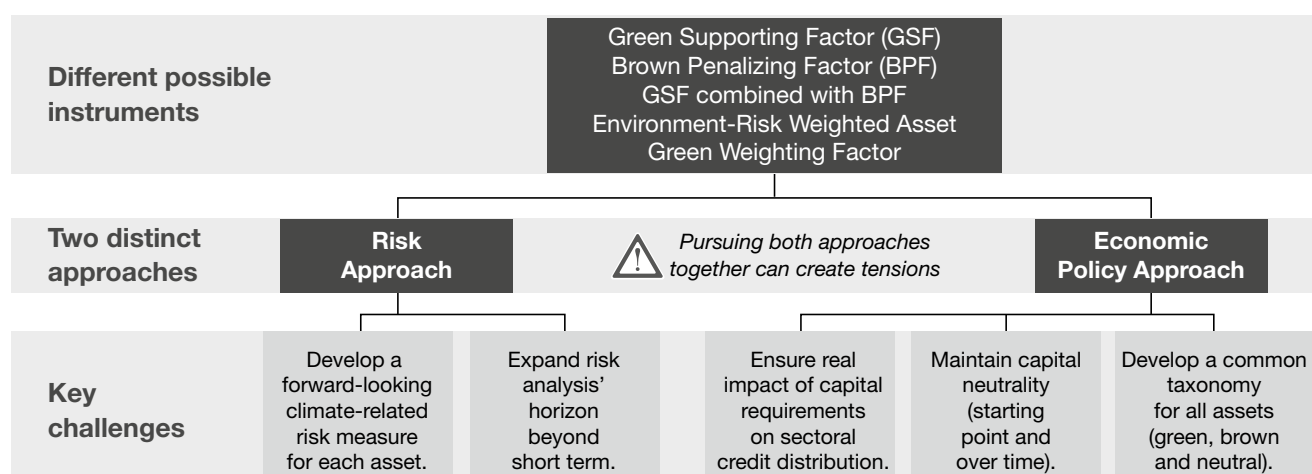 Different possible
instruments
Green Supporting Factor (GSF)
Brown Penalizing Factor (BPF)
GSF combined with BPF
Environment-Risk Weighted Asset
Green Weighting Factor
Two distinct
approaches
Risk
Approach
Pursuing both approaches
together can create tensions
Economic
Policy Approach
Key
challenges
Develop a
forward-looking
climate-related
risk measure
for each asset.
Expand risk
analysis’
horizon
beyond
short term.
Ensure real
impact of capital
requirements
on sectoral
credit distribution.
Maintain capital
neutrality
(starting
point and
over time).
Develop a common
taxonomy
for all assets
(green, brown
and neutral).